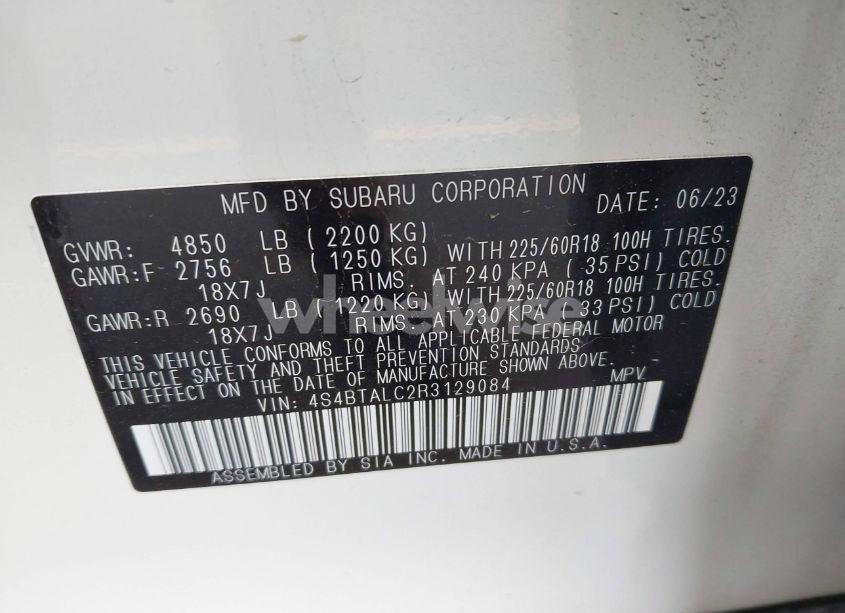 MFD BY SUBARU CORPORATION DATE: 06/23
GVWR: 4850 LB ( 2200 KG)
GAWR:F 2756 LB ( 1250 KG) WITH 225/60R18 100H TIRES.
18X7J RIMS. AT 240 KPA ( 35 PSI) COLD
GAWR:R 2690 LB ( 1220 KG) WITH 225/60R18 100H TIRES.
18X7J RIMS. AT 230 KPA ( 33 PSI) COLD
THIS VEHICLE CONFORMS TO ALL APPLICABLE FEDERAL MOTOR
VEHICLE SAFETY AND THEFT PREVENTION STANDARDS
IN EFFECT ON THE DATE OF MANUFACTURE SHOWN ABOVE.
VIN: 4S4BTALC2R3129084 MPV
ASSEMBLED BY SIA INC. MADE IN U.S.A.
wheelwise